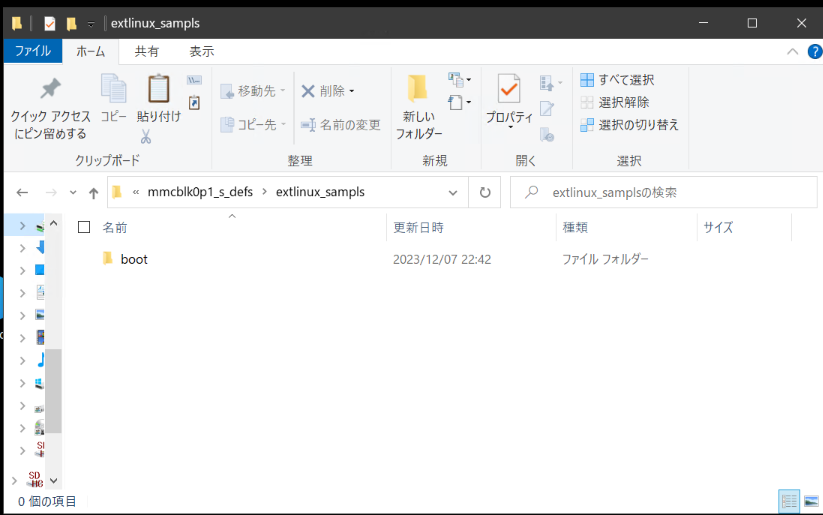 extlinux_sampls
ファイル ホーム 共有 表示
クイック アクセス
にピン留めする
コピー
貼り付け
移動先
コピー先
削除
名前の変更
新しい
フォルダー
プロパティ
すべて選択
選択解除
選択の切り替え
クリップボード 整理 新規 開く 選択
« mmcblk0p1_s_defs > extlinux_sampls
extlinux_samplsの検索
名前 更新日時 種類 サイズ
boot 2023/12/07 22:42 ファイル フォルダー
SD
HC
0 個の項目